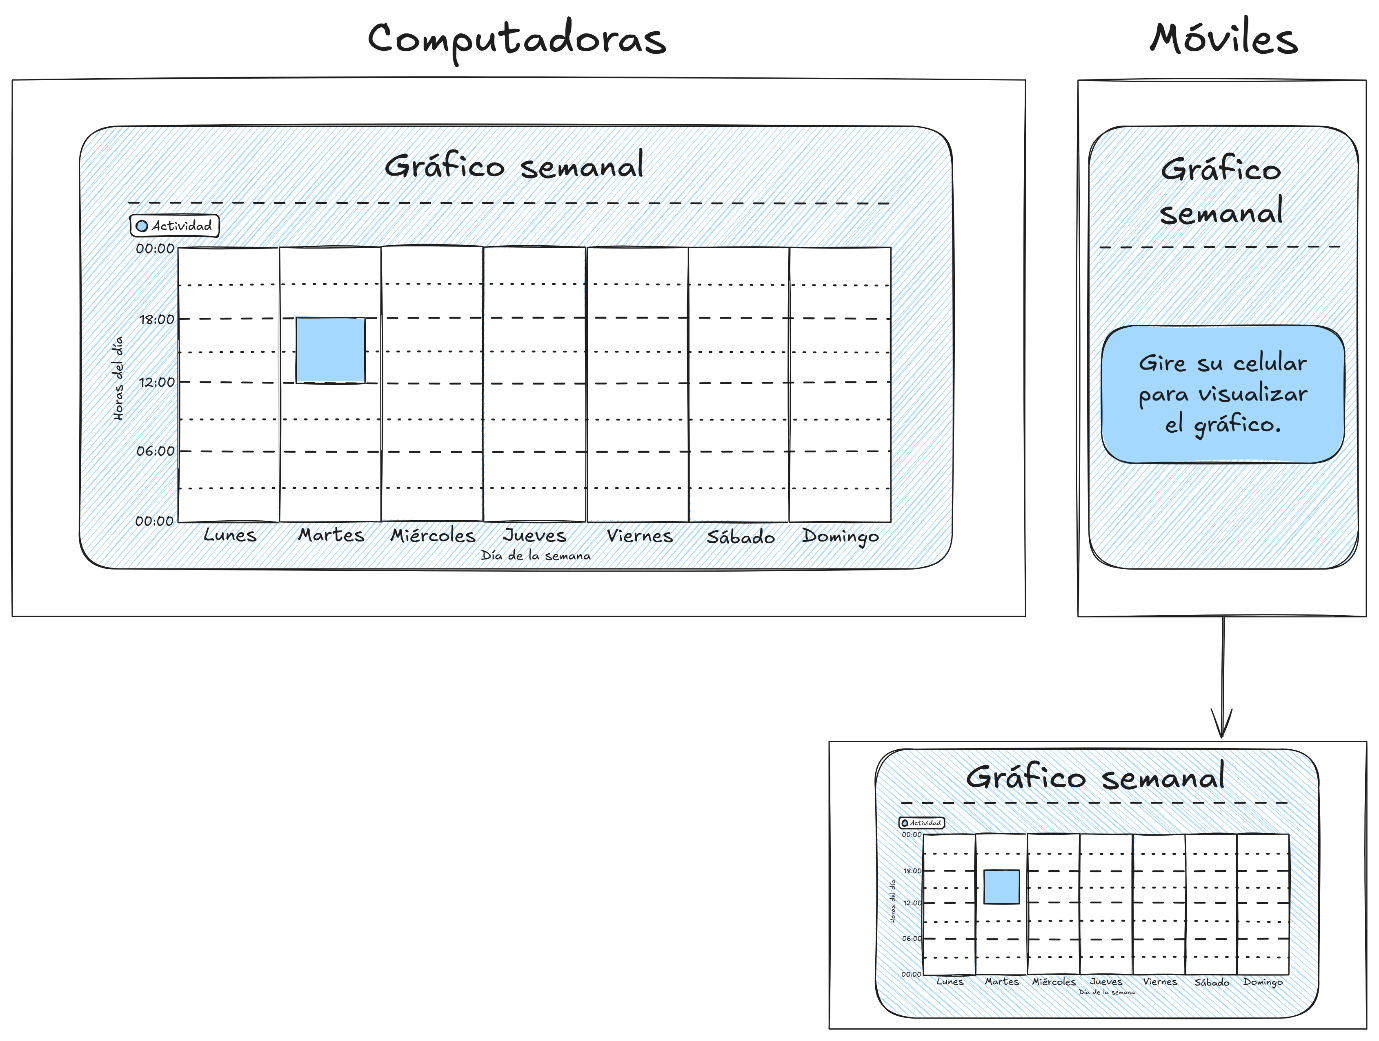 Computadoras
Gráfico semanal
Actividad
00:00
18:00
12:00
06:00
00:00
Horas del día
Lunes Martes Miércoles Jueves Viernes Sábado Domingo
Día de la semana
Móviles
Gráfico
semanal
Gire su celular
para visualizar
el gráfico.
Gráfico semanal
Actividad
00:00
18:00
12:00
06:00
00:00
Horas del día
Lunes Martes Miércoles Jueves Viernes Sábado Domingo
Día de la semana